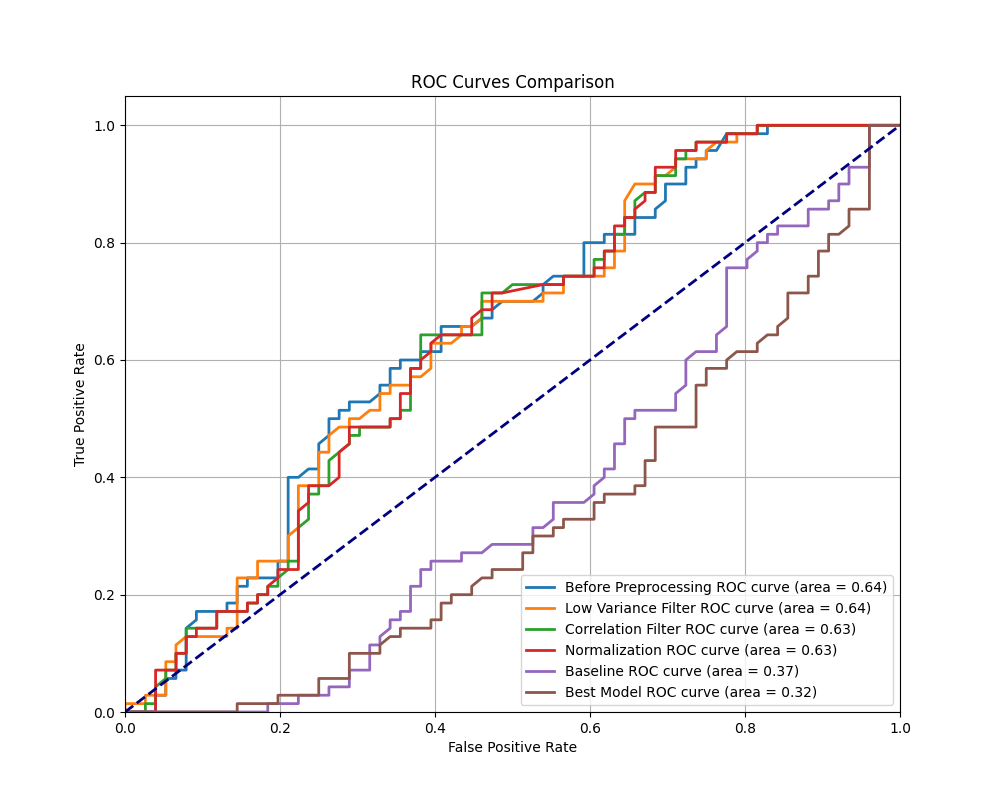 ROC Curves Comparison
True Positive Rate
1.0
0.8
0.6
0.4
0.2
0.0
Before Preprocessing ROC curve (area = 0.64)
Low Variance Filter ROC curve (area = 0.64)
Correlation Filter ROC curve (area = 0.63)
Normalization ROC curve (area = 0.63)
Baseline ROC curve (area = 0.37)
Best Model ROC curve (area = 0.32)
0.0 0.2 0.4 0.6 0.8 1.0
False Positive Rate